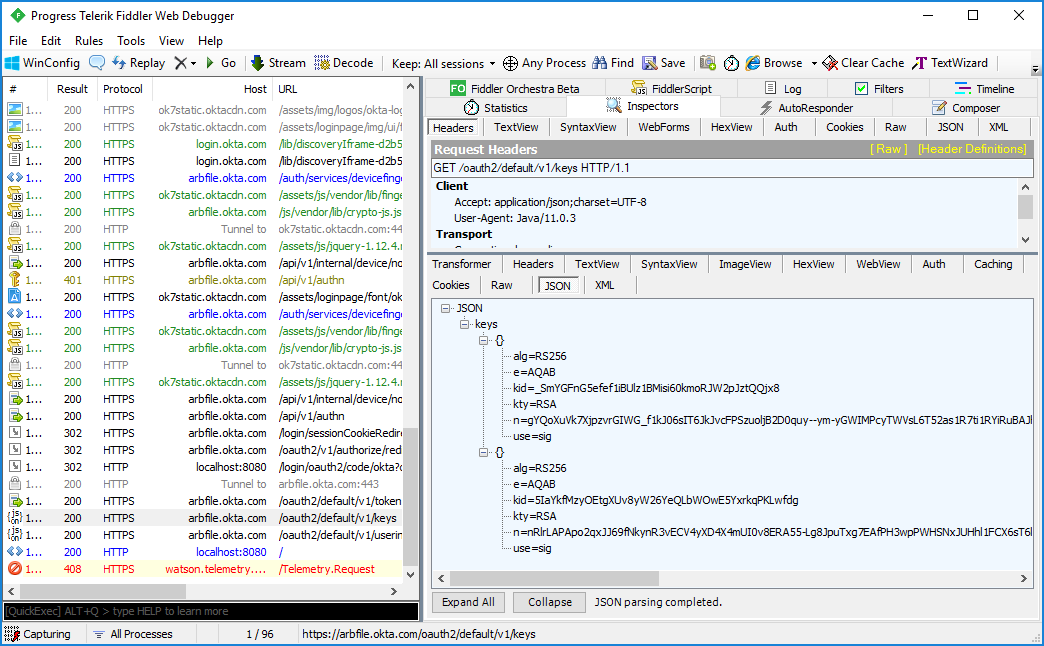 Progress Telerik Fiddler Web Debugger
File Edit Rules Tools View Help
WinConfig Replay Go Stream Decode Keep: All sessions Any Process Find Save Browse Clear Cache TextWizard
# Result Protocol Host URL
1... 200 HTTPS ok7static.oktacdn.com /assets/img/logos/okta-log
1... 200 HTTPS ok7static.oktacdn.com /assets/loginpage/img/ui/
1... 200 HTTPS login.okta.com /lib/discoveryIframe-d2b5
1... 200 HTTPS login.okta.com /lib/discoveryIframe-d2b5
1... 200 HTTPS arbfile.okta.com /auth/services/devicefinge
1... 200 HTTPS ok7static.oktacdn.com /assets/js/vendor/lib/finge
1... 200 HTTPS arbfile.okta.com /js/vendor/lib/crypto-js.js
1... 200 HTTP Tunnel to ok7static.oktacdn.com:44
1... 200 HTTPS ok7static.oktacdn.com /assets/js/jquery-1.12.4.
1... 200 HTTPS arbfile.okta.com /api/v1/internal/device/no
1... 401 HTTPS arbfile.okta.com /api/v1/authn
1... 200 HTTPS ok7static.oktacdn.com /assets/loginpage/font/ok
1... 200 HTTPS arbfile.okta.com /auth/services/devicefinge
1... 200 HTTPS ok7static.oktacdn.com /assets/js/vendor/lib/finge
1... 200 HTTPS arbfile.okta.com /js/vendor/lib/crypto-js.js
1... 200 HTTP Tunnel to ok7static.oktacdn.com:44
1... 200 HTTPS ok7static.oktacdn.com /assets/js/jquery-1.12.4.
1... 200 HTTPS arbfile.okta.com /api/v1/internal/device/no
1... 200 HTTPS arbfile.okta.com /api/v1/authn
1... 302 HTTPS arbfile.okta.com /login/sessionCookieRedire
1... 302 HTTPS arbfile.okta.com /oauth2/v1/authorize/red
1... 302 HTTP localhost:8080 /login/oauth2/code/okta?c
1... 200 HTTP Tunnel to arbfile.okta.com:443
1... 200 HTTPS arbfile.okta.com /oauth2/default/v1/token
1... 200 HTTPS arbfile.okta.com /oauth2/default/v1/keys
1... 200 HTTPS arbfile.okta.com /oauth2/default/v1/userin
1... 200 HTTP localhost:8080 /
1... 408 HTTPS watson.telemetry.... /Telemetry.Request
[QuickExec] ALT+Q > type HELP to learn more
FO Fiddler Orchestra Beta FiddlerScript Log Filters Timeline
Statistics Inspectors AutoResponder Composer
Headers TextView SyntaxView WebForms HexView Auth Cookies Raw JSON XML
Request Headers [ Raw ] [Header Definitions]
GET /oauth2/default/v1/keys HTTP/1.1
Client
Accept: application/json;charset=UTF-8
User-Agent: Java/11.0.3
Transport
Transformer Headers TextView SyntaxView ImageView HexView WebView Auth Caching
Cookies Raw JSON XML
JSON
keys
{}
alg=RS256
e=AQAB
kid=_SmYGFnG5efef1iBUlz1BMisi60kmoRJW2pJztQQjx8
kty=RSA
n=gYQoXuVk7XjpzvrGIWG_f1kJ06sIT6JkJvcFPSzuoljB2D0quy--ym-yGWIMPcyTWVsL6T52as1R7ti1RYiRuBAJl
use=sig
{}
alg=RS256
e=AQAB
kid=5IaYkfMzyOEtgXUv8yW26YeQLbWOwE5YxrkqPKLwfdg
kty=RSA
n=nRlrLAPApo2qxJJ69fNkynR3vECV4yXD4X4mUI0v8ERA55-Lg8JpuTxg7EAfPH3wpPWHSNxJUHhl1FCX6sT6l
use=sig
Expand All Collapse JSON parsing completed.
Capturing All Processes 1 / 96 https://arbfile.okta.com/oauth2/default/v1/keys